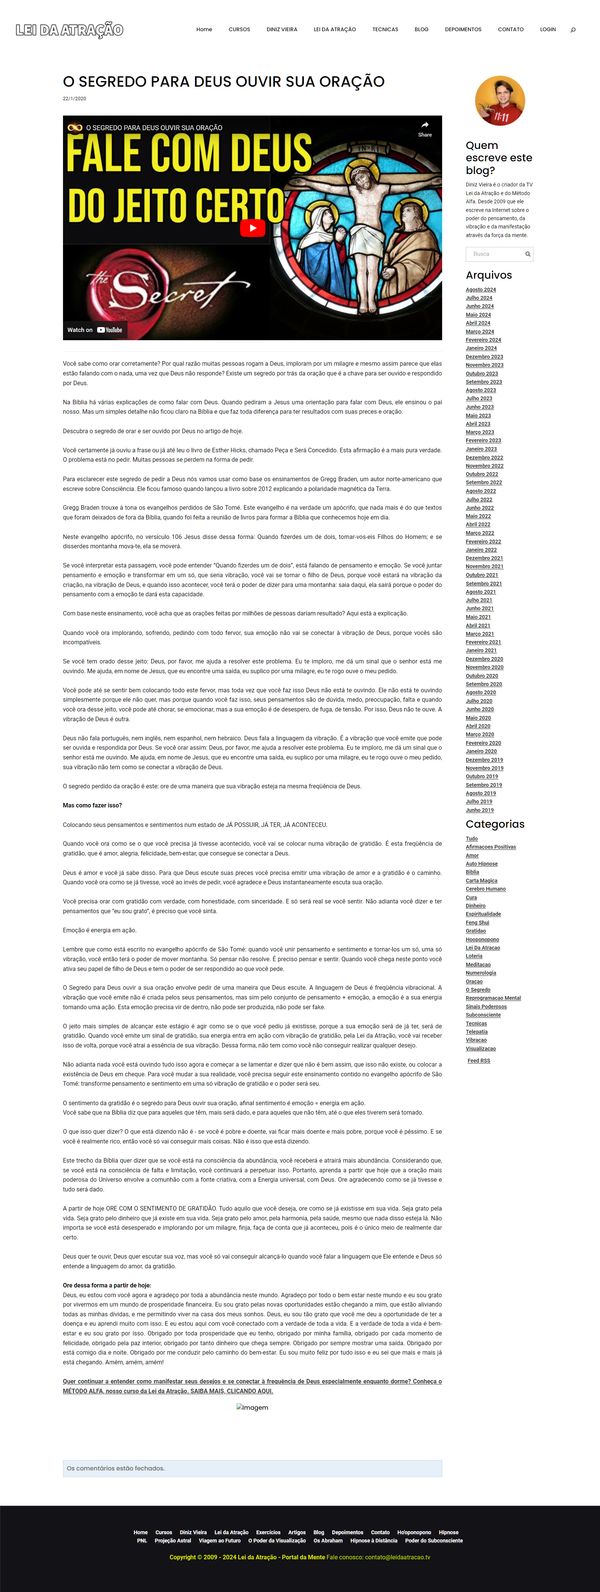 LEI DA ATRAÇÃO
Home CURSOS DINIZ VIEIRA LEI DA ATRAÇÃO TECNICAS BLOG DEPOIMENTOS CONTATO LOGIN
O SEGREDO PARA DEUS OUVIR SUA ORAÇÃO
22/1/2020
O SEGREDO PARA DEUS OUVIR SUA ORAÇÃO
Share
FALE COM DEUS
DO JEITO CERTO
the Secret
Watch on YouTube
Você sabe como orar corretamente? Por qual razão muitas pessoas rogam a Deus, imploram por um milagre e mesmo assim parece que elas
estão falando com o nada, uma vez que Deus não responde? Existe um segredo por trás da oração que é a chave para ser ouvido e respondido
por Deus.
Na Bíblia há várias explicações de como falar com Deus. Quando pediram a Jesus uma orientação para falar com Deus, ele ensinou o pai
nosso. Mas um simples detalhe não ficou claro na Bíblia e que faz toda diferença para ter resultados com suas preces e oração.
Descubra o segredo de orar e ser ouvido por Deus no artigo de hoje.
Você certamente já ouviu a frase ou já até leu o livro de Esther Hicks, chamado Peça e Será Concedido. Esta afirmação é a mais pura verdade.
O problema está no pedir. Muitas pessoas se perdem na forma de pedir.
Para esclarecer este segredo de pedir a Deus nós vamos usar como base os ensinamentos de Gregg Braden, um autor norte-americano que
escreve sobre Consciência. Ele ficou famoso quando lançou a livro sobre 2012 explicando a polaridade magnética da Terra.
Gregg Braden trouxe à tona os evangelhos perdidos de São Tomé. Este evangelho é na verdade um apócrifo, que nada mais é do que textos
que foram deixados de fora da Bíblia, quando foi feita a reunião de livros para formar a Bíblia que conhecemos hoje em dia.
Neste evangelho apócrifo, no versículo 106 Jesus disse dessa forma: Quando fizerdes um de dois, tornar-vos-eis Filhos do Homem; e se
disserdes montanha mova-te, ela se moverá.
Se você interpretar esta passagem, você pode entender "Quando fizerdes um de dois", está falando de pensamento e emoção. Se você juntar
pensamento e emoção e transformar em um só, que seria vibração, você vai se tornar o filho de Deus, porque você estará na vibração da
criação, na vibração de Deus, e quando isso acontecer, você terá o poder de dizer para uma montanha: saia daqui, ela sairá porque o poder do
pensamento com a emoção te dará esta capacidade.
Com base neste ensinamento, você acha que as orações feitas por milhões de pessoas dariam resultado? Aqui está a explicação.
Quando você ora implorando, sofrendo, pedindo com todo fervor, sua emoção não vai se conectar à vibração de Deus, porque vocês são
incompatíveis.
Se você tem orado desse jeito: Deus, por favor, me ajuda a resolver este problema. Eu te imploro, me dá um sinal que o senhor está me
ouvindo. Me ajuda, em nome de Jesus, que eu encontre uma saída, eu suplico por uma milagre, eu te rogo ouve o meu pedido.
Você pode até se sentir bem colocando todo este fervor, mas toda vez que você faz isso Deus não está te ouvindo. Ele não está te ouvindo
simplesmente porque ele não quer, mas porque quando você faz isso, seus pensamentos são de dúvida, medo, preocupação, falta e quando
você ora desse jeito, você pode até chorar, se emocionar, mas a sua emoção é de desespero, de fuga, de tensão. Por isso, Deus não te ouve. A
vibração de Deus é outra.
Deus não fala português, nem inglês, nem espanhol, nem hebraico. Deus fala a linguagem da vibração. É a vibração que você emite que pode
ser ouvida e respondida por Deus. Se você orar assim: Deus, por favor, me ajuda a resolver este problema. Eu te imploro, me dá um sinal que o
senhor está me ouvindo. Me ajuda, em nome de Jesus, que eu encontre uma saída, eu suplico por uma milagre, eu te rogo ouve o meu pedido,
sua vibração não tem como se conectar a vibração de Deus.
O segredo perdido da oração é este: ore de uma maneira que sua vibração esteja na mesma freqüência de Deus.
Mas como fazer isso?
Colocando seus pensamentos e sentimentos num estado de JÁ POSSUIR, JÁ TER, JÁ ACONTECEU.
Quando você ora como se o que você precisa já tivesse acontecido, você vai se colocar numa vibração de gratidão. É esta freqüência de
gratidão, que é amor, alegria, felicidade, bem-estar, que consegue se conectar a Deus.
Deus é amor e você já sabe disso. Para que Deus escute suas preces você precisa emitir uma vibração de amor e a gratidão é o caminho.
Quando você ora como se já tivesse, você ao invés de pedir, você agradece e Deus instantaneamente escuta sua oração.
Você precisa orar com gratidão com verdade, com honestidade, com sinceridade. E só será real se você sentir. Não adianta você dizer e ter
pensamentos que "eu sou grato", é preciso que você sinta.
Emoção é energia em ação.
Lembre que como está escrito no evangelho apócrifo de São Tomé: quando você unir pensamento e sentimento e tornar-los um só, uma só
vibração, você então terá o poder de mover montanha. Só pensar não resolve. É preciso pensar e sentir. Quando você chega neste ponto você
ativa seu papel de filho de Deus e tem o poder de ser respondido ao que você pede.
O Segredo para Deus ouvir a sua oração envolve pedir de uma maneira que Deus escute. A linguagem de Deus é freqüência vibracional. A
vibração que você emite não é criada pelos seus pensamentos, mas sim pelo conjunto de pensamento + emoção, a emoção é a sua energia
tomando uma ação. Esta emoção precisa vir de dentro, não pode ser produzida, não pode ser fake.
O jeito mais simples de alcançar este estágio é agir como se o que você pediu já existisse, porque a sua emoção será de já ter, será de
gratidão. Quando você emite um sinal de gratidão, sua energia entra em ação com vibração de gratidão, pela Lei da Atração, você vai receber
isso de volta, porque você atrai a essência de sua vibração. Dessa forma, não tem como você não conseguir realizar qualquer desejo.
Não adianta nada você está ouvindo tudo isso agora e começar a se lamentar e dizer que não é bem assim, que isso não existe, ou colocar a
existência de Deus em cheque. Para você mudar a sua realidade, você precisa seguir este ensinamento contido no evangelho apócrifo de São
Tomé: transforme pensamento e sentimento em uma só vibração de gratidão e o poder será seu.
O sentimento da gratidão é o segredo para Deus ouvir sua oração, afinal sentimento é emoção = energia em ação.
Você sabe que na Bíblia diz que para aqueles que têm, mais será dado, e para aqueles que não têm, até o que eles tiverem será tomado.
O que isso quer dizer? O que está dizendo não é - se você é pobre e doente, vai ficar mais doente e mais pobre, porque você é péssimo. E se
você é realmente rico, então você só vai conseguir mais coisas. Não é isso que está dizendo.
Este trecho da Bíblia quer dizer que se você está na consciência da abundância, você receberá e atrairá mais abundância. Considerando que,
se você está na consciência de falta e limitação, você continuará a perpetuar isso. Portanto, aprenda a partir de hoje que a oração mais
poderosa do Universo envolve a comunhão com a fonte criativa, com a Energia universal, com Deus. Ore agradecendo como se já tivesse e
tudo será dado.
A partir de hoje ORE COM O SENTIMENTO DE GRATIDÃO. Tudo aquilo que você deseja, ore como se já existisse em sua vida. Seja grato pela
vida. Seja grato pelo dinheiro que já existe em sua vida. Seja grato pelo amor, pela harmonia, pela saúde, mesmo que nada disso esteja lá. Não
importa se você está desesperado e implorando por um milagre, finja, faça de conta que já aconteceu, pois é o único meio de realmente dar
certo.
Deus quer te ouvir, Deus quer escutar sua voz, mas você só vai conseguir alcançá-lo quando você falar a linguagem que Ele entende e Deus só
entende a linguagem do amor, da gratidão.
Ore dessa forma a partir de hoje:
Deus, eu estou com você agora e agradeço por toda a abundância neste mundo. Agradeço por todo o bem estar neste mundo e eu sou grato
por vivermos em um mundo de prosperidade financeira. Eu sou grato pelas novas oportunidades estão chegando a mim, que estão aliviando
todas as minhas dívidas, e me permitindo viver na casa dos meus sonhos. Deus, eu sou tão grato que você me deu a oportunidade de ter a
doença e eu aprendi muito com isso. E eu estou aqui com você conectado com a verdade de toda a vida. E a verdade de toda a vida é bem-
estar e e eu sou grato por isso. Obrigado por toda prosperidade que eu tenho, obrigado por minha família, obrigado por cada momento de
felicidade, obrigado pela paz interior, obrigado por tanto dinheiro que chega sempre. Obrigado por sempre mostrar uma saída. Obrigado por
está comigo dia e noite. Obrigado por me conduzir pelo caminho do bem-estar. Eu sou muito feliz por tudo isso e eu sei que mais e mais já
está chegando. Amém, amém, amém!
Quer continuar a entender como manifestar seus desejos e se conectar à frequência de Deus especialmente enquanto dorme? Conheça o
MÉTODO ALFA, nosso curso da Lei da Atração. SAIBA MAIS, CLICANDO AQUI.
Imagem
Os comentários estão fechados.
11:11
Quem
escreve este
blog?
Diniz Vieira é o criador da TV
Lei da Atração e do Método
Alfa. Desde 2009 que ele
escreve na internet sobre o
poder do pensamento, da
vibração e da manifestação
através da força da mente.
Busca
Arquivos
Agosto 2024
Julho 2024
Junho 2024
Maio 2024
Abril 2024
Março 2024
Fevereiro 2024
Janeiro 2024
Dezembro 2023
Novembro 2023
Outubro 2023
Setembro 2023
Agosto 2023
Julho 2023
Junho 2023
Maio 2023
Abril 2023
Março 2023
Fevereiro 2023
Janeiro 2023
Dezembro 2022
Novembro 2022
Outubro 2022
Setembro 2022
Agosto 2022
Julho 2022
Junho 2022
Maio 2022
Abril 2022
Março 2022
Fevereiro 2022
Janeiro 2022
Dezembro 2021
Novembro 2021
Outubro 2021
Setembro 2021
Agosto 2021
Julho 2021
Junho 2021
Maio 2021
Abril 2021
Março 2021
Fevereiro 2021
Janeiro 2021
Dezembro 2020
Novembro 2020
Outubro 2020
Setembro 2020
Agosto 2020
Julho 2020
Junho 2020
Maio 2020
Abril 2020
Março 2020
Fevereiro 2020
Janeiro 2020
Dezembro 2019
Novembro 2019
Outubro 2019
Setembro 2019
Agosto 2019
Julho 2019
Junho 2019
Categorias
Tudo
Afirmacoes Positivas
Amor
Auto Hipnose
Biblia
Carta Magica
Cerebro Humano
Cura
Dinheiro
Espiritualidade
Feng Shui
Gratidao
Hooponopono
Lei Da Atracao
Loteria
Meditacao
Numerologia
Oracao
O Segredo
Reprogramacao Mental
Sinais Poderosos
Subconsciente
Tecnicas
Telepatia
Vibracao
Visualizacao
Feed RSS
Home Cursos Diniz Vieira Lei da Atração Exercícios Artigos Blog Depoimentos Contato Ho'oponopono Hipnose
PNL Projeção Astral Viagem ao Futuro O Poder da Visualização Os Abraham Hipnose à Distância Poder do Subconsciente
Copyright © 2009 - 2024 Lei da Atração - Portal da Mente Fale conosco: contato@leidaatracao.tv